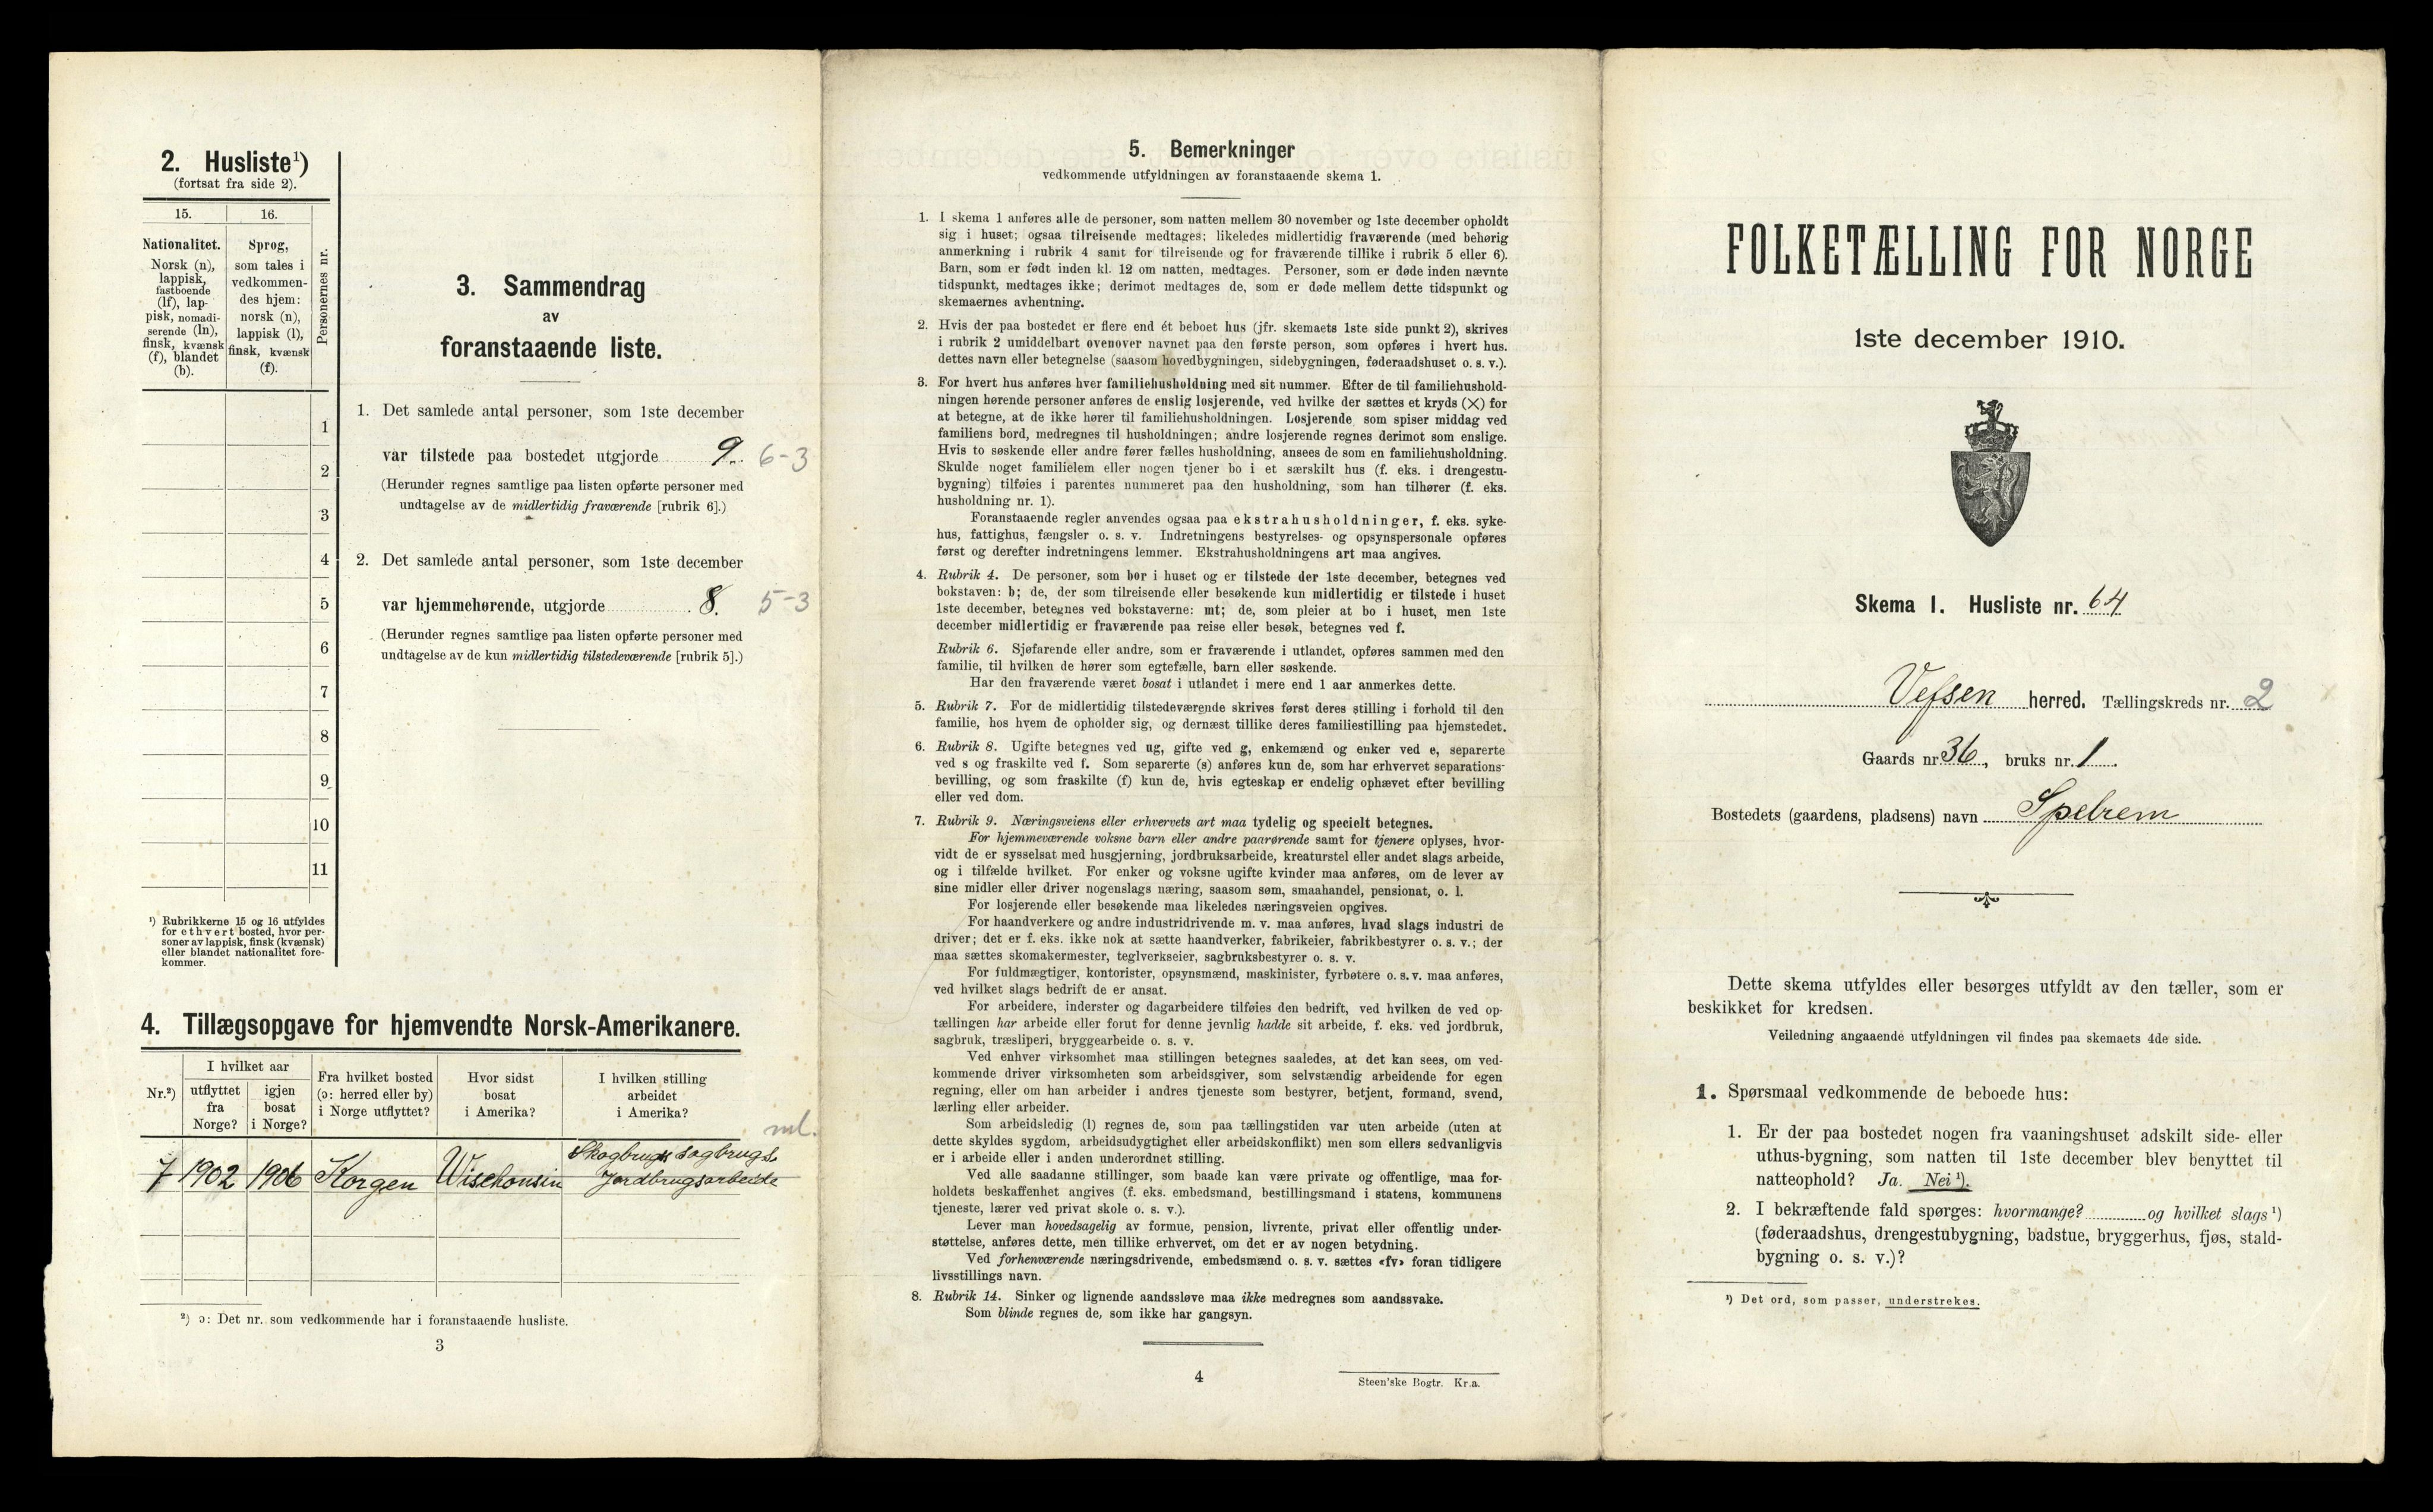 2. Husliste¹)
(fortsat fra side 2).
15.
16.
Nationalitet.
Norsk (n),
lappisk,
fastboende
(lf), lap-
pisk, nomadi-
serende (ln),
finsk, kvænsk
(f), blandet
(b).
Sprog,
som tales i
vedkommen-
des hjem:
norsk (n),
lappisk (l),
finsk, kvænsk
(f).
Personernes nr.
1
2
3
4
5
6
7
8
9
10
11
¹) Rubrikkerne 15 og 16 utfyldes
for ethvert bosted, hvor per-
soner av lappisk, finsk (kvænsk)
eller blandet nationalitet fore-
kommer.
3. Sammendrag
av
foranstaaende liste.
1. Det samlede antal personer, som 1ste december
var tilstede paa bostedet utgjorde 9. 6-3
(Herunder regnes samtlige paa listen opførte personer med
undtagelse av de midlertidig fraværende [rubrik 6].)
2. Det samlede antal personer, som 1ste december
var hjemmehørende, utgjorde 8. 5-3
(Herunder regnes samtlige paa listen opførte personer med
undtagelse av de kun midlertidig tilstedeværende [rubrik 5].)
4. Tillægsopgave for hjemvendte Norsk-Amerikanere.
Nr.²)
I hvilket aar
utflyttet
fra
Norge?
igjen
bosat
i Norge?
Fra hvilket bosted
(ɔ: herred eller by)
i Norge utflyttet?
Hvor sidst
bosat
i Amerika?
I hvilken stilling
arbeidet
i Amerika?
ml.
7 1902 1906 Korgen Wisekonsin Skogbrugs sagbrugs
Jordbrugsarbeide
²) ɔ: Det nr. som vedkommende har i foranstaaende husliste.
3
5. Bemerkninger
vedkommende utfyldningen av foranstaaende skema 1.
1. I skema 1 anføres alle de personer, som natten mellem 30 november og 1ste december opholdt
sig i huset; ogsaa tilreisende medtages; likeledes midlertidig fraværende (med behørig
anmerkning i rubrik 4 samt for tilreisende og for fraværende tillike i rubrik 5 eller 6).
Barn, som er født inden kl. 12 om natten, medtages. Personer, som er døde inden nævnte
tidspunkt, medtages ikke; derimot medtages de, som er døde mellem dette tidspunkt og
skemaernes avhentning.
2. Hvis der paa bostedet er flere end ét beboet hus (jfr. skemaets 1ste side punkt 2), skrives
i rubrik 2 umiddelbart ovenover navnet paa den første person, som opføres i hvert hus.
dettes navn eller betegnelse (saasom hovedbygningen, sidebygningen, føderaadshuset o. s. v.).
3. For hvert hus anføres hver familiehusholdning med sit nummer. Efter de til familiehushold-
ningen hørende personer anføres de enslig losjerende, ved hvilke der sættes et kryds (×) for
at betegne, at de ikke hører til familiehusholdningen. Losjerende som spiser middag ved
familiens bord, medregnes til husholdningen; andre losjerende regnes derimot som enslige.
Hvis to søskende eller andre fører fælles husholdning, ansees de som en familiehusholdning.
Skulde noget familielem eller nogen tjener bo i et særskilt hus (f. eks. i drengestu-
bygning) tilføies i parentes nummeret paa den husholdning, som han tilhører (f. eks.
husholdning nr. 1).
Foranstaaende regler anvendes ogsaa paa ekstrahusholdninger, f. eks. syke-
hus, fattighus, fængsler o. s. v. Indretningens bestyrelses- og opsynspersonale opføres
først og derefter indretningens lemmer. Ekstrahusholdningens art maa angives.
4. Rubrik 4. De personer, som bor i huset og er tilstede der 1ste december, betegnes ved
bokstaven: b; de, der som tilreisende eller besøkende kun midlertidig er tilstede i huset
1ste december, betegnes ved bokstaverne: mt; de, som pleier at bo i huset, men 1ste
december midlertidig er fraværende paa reise eller besøk, betegnes ved f.
Rubrik 6. Sjøfarende eller andre, som er fraværende i utlandet, opføres sammen med den
familie, til hvilken de hører som egtefælle, barn eller søskende.
Har den fraværende været bosat i utlandet i mere end 1 aar anmerkes dette.
5. Rubrik 7. For de midlertidig tilstedeværende skrives først deres stilling i forhold til den
familie, hos hvem de opholder sig, og dernæst tillike deres familiestilling paa hjemstedet.
6. Rubrik 8. Ugifte betegnes ved ug, gifte ved g, enkemænd og enker ved e, separerte
ved s og fraskilte ved f. Som separerte (s) anføres kun de, som har erhvervet separations-
bevilling, og som fraskilte (f) kun de, hvis egteskap er endelig ophævet efter bevilling
eller ved dom.
7. Rubrik 9. Næringsveiens eller erhvervets art maa tydelig og specielt betegnes.
For hjemmeværende voksne barn eller andre paarørende samt for tjenere oplyses, hvor-
vidt de er sysselsat med husgjerning, jordbruksarbeide, kreaturstel eller andet slags arbeide,
og i tilfælde hvilket. For enker og voksne ugifte kvinder maa anføres, om de lever av
sine midler eller driver nogenslags næring, saasom søm, smaahandel, pensionat, o. l.
For losjerende eller besøkende maa likeledes næringsveien opgives.
For haandverkere og andre industridrivende m. v. maa anføres, hvad slags industri de
driver; det er f. eks. ikke nok at sætte haandverker, fabrikeier, fabrikbestyrer o. s. v.; der
maa sættes skomakermester, teglverkseier, sagbruksbestyrer o. s. v.
For fuldmægtiger, kontorister, opsynsmænd, maskinister, fyrbøtere o. s. v. maa anføres,
ved hvilket slags bedrift de er ansat.
For arbeidere, inderster og dagarbeidere tilføies den bedrift, ved hvilken de ved op-
tællingen har arbeide eller forut for denne jevnlig hadde sit arbeide, f. eks. ved jordbruk,
sagbruk, træsliperi, bryggearbeide o. s. v.
Ved enhver virksomhet maa stillingen betegnes saaledes, at det kan sees, om ved-
kommende driver virksomheten som arbeidsgiver, som selvstændig arbeidende for egen
regning, eller om han arbeider i andres tjeneste som bestyrer, betjent, formand, svend,
lærling eller arbeider.
Som arbeidsledig (l) regnes de, som paa tællingstiden var uten arbeide (uten at
dette skyldes sygdom, arbeidsudygtighet eller arbeidskonflikt) men som ellers sedvanligvis
er i arbeide eller i anden underordnet stilling.
Ved alle saadanne stillinger, som baade kan være private og offentlige, maa for-
holdets beskaffenhet angives (f. eks. embedsmand, bestillingsmand i statens, kommunens
tjeneste, lærer ved privat skole o. s. v.).
Lever man hovedsagelig av formue, pension, livrente, privat eller offentlig under-
støttelse, anføres dette, men tillike erhvervet, om det er av nogen betydning.
Ved forhenværende næringsdrivende, embedsmænd o. s. v. sættes «fv» foran tidligere
livsstillings navn.
8. Rubrik 14. Sinker og lignende aandssløve maa ikke medregnes som aandssvake.
Som blinde regnes de, som ikke har gangsyn.
4
Steen'ske Bogtr. Kr.a.
FOLKETÆLLING FOR NORGE
1ste december 1910.
Skema 1. Husliste nr. 64
Vefsen herred. Tællingskreds nr. 2
Gaards nr. 36, bruks nr. 1.
Bostedets (gaardens, pladsens) navn Spelrem
Dette skema utfyldes eller besørges utfyldt av den tæller, som er
beskikket for kredsen.
Veiledning angaaende utfyldningen vil findes paa skemaets 4de side.
1. Spørsmaal vedkommende de beboede hus:
1. Er der paa bostedet nogen fra vaaningshuset adskilt side- eller
uthus-bygning, som natten til 1ste december blev benyttet til
natteophold? Ja. Nei ¹).
2. I bekræftende fald spørges: hvormange? og hvilket slags ¹)
(føderaadshus, drengestubygning, badstue, bryggerhus, fjøs, stald-
bygning o. s. v.)?
¹) Det ord, som passer, understrekes.